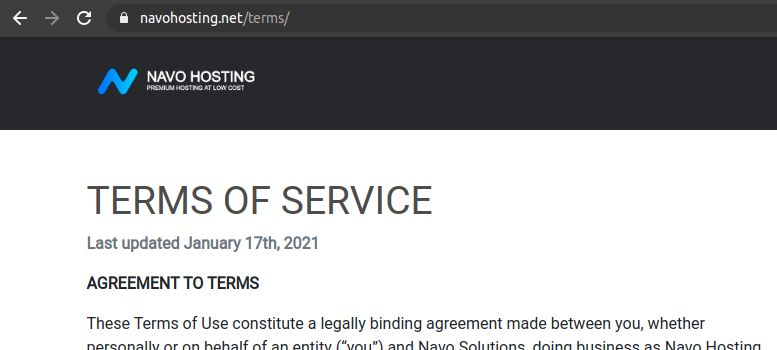 navohosting.net/terms/
NAVO HOSTING
PREMIUM HOSTING AT LOW COST
TERMS OF SERVICE
Last updated January 17th, 2021
AGREEMENT TO TERMS
These Terms of Use constitute a legally binding agreement made between you, whether
personally or on behalf of an entity (“you”) and Navo Solutions, doing business as Navo Hosting